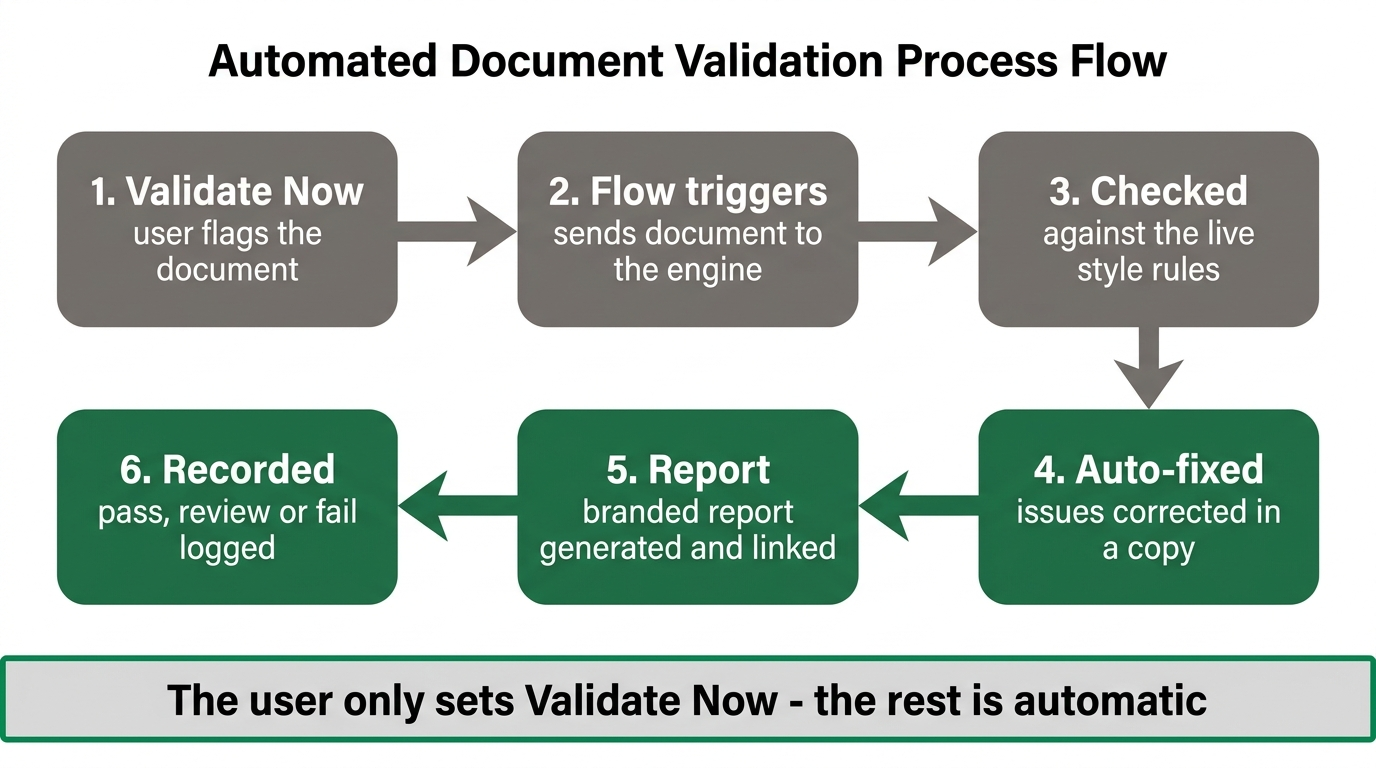 Automated Document Validation Process Flow
1. Validate Now
user flags the
document
2. Flow triggers
sends document to
the engine
3. Checked
against the live
style rules
4. Auto-fixed
issues corrected in
a copy
5. Report
branded report
generated and linked
6. Recorded
pass, review or fail
logged
The user only sets Validate Now - the rest is automatic